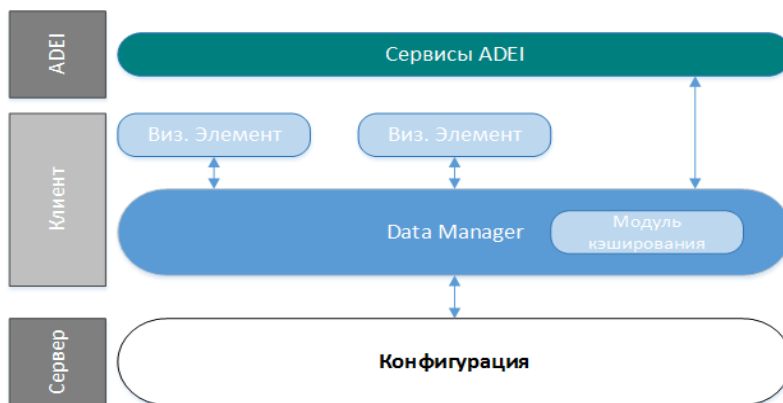 ADEI
Сервисы ADEI
Клиент
Виз. Элемент
Виз. Элемент
Data Manager
Модуль
кэширования
Сервер
Конфигурация